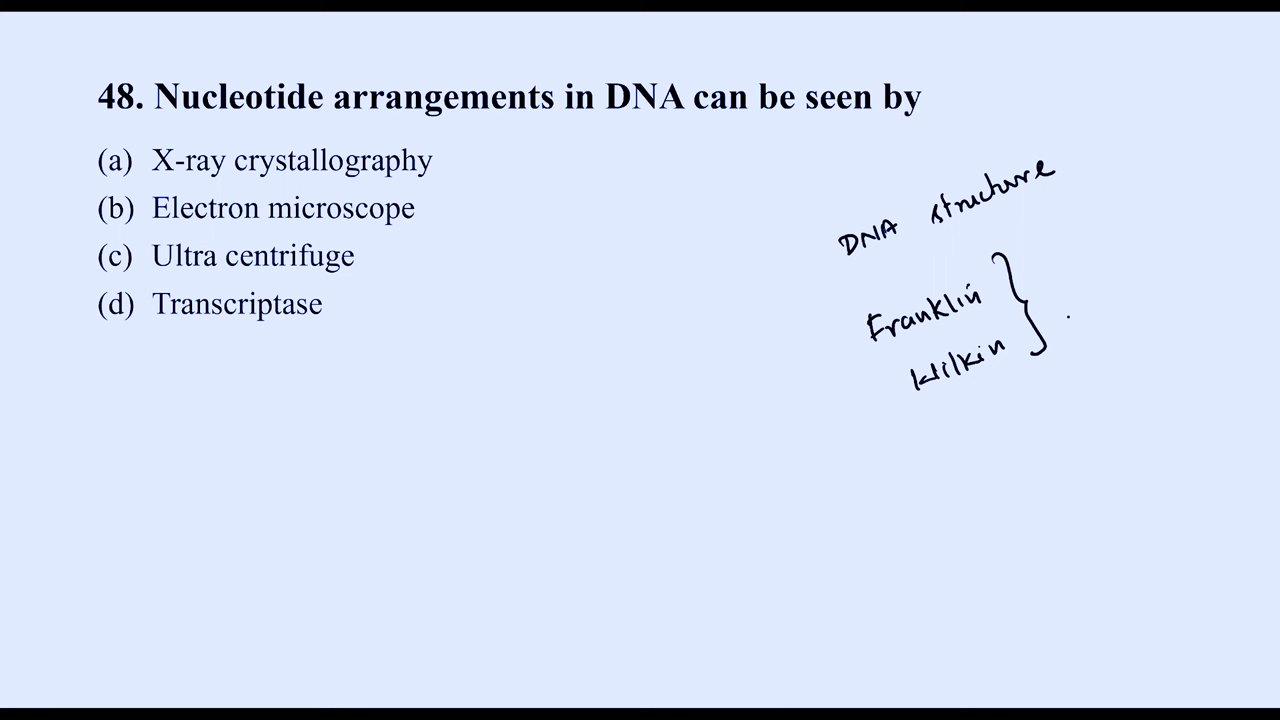 48. Nucleotide arrangements in DNA can be seen by
(a) X-ray crystallography
(b) Electron microscope
(c) Ultra centrifuge
(d) Transcriptase
DNA structure
Franklin
Wilkin